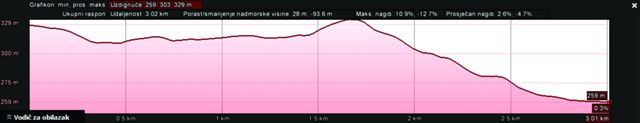 Grafikon min, pros. maks Uzdignuće 259 303 329 m
Ukupni raspon Udaljenost 3.02 km Porast/smanjenje nadmorske visine: 28 m, -93.6 m Maks. nagib: 10.9%, -12.7% Prosječan nagib: 2.6%, -4.7%
329 m
300 m
275 m
259 m
259 m
0.3%
0.5 km
1 km
1.5 km
2 km
2.5 km
3.01 km
Vodič za obilazak